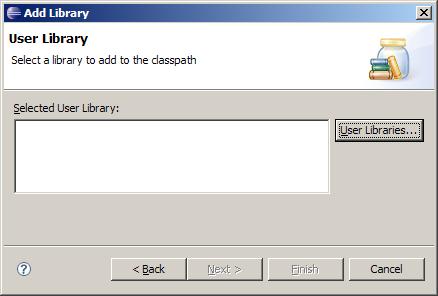 Add Library
User Library
Select a library to add to the classpath
Selected User Library:
User Libraries...
? < Back Next > Finish Cancel